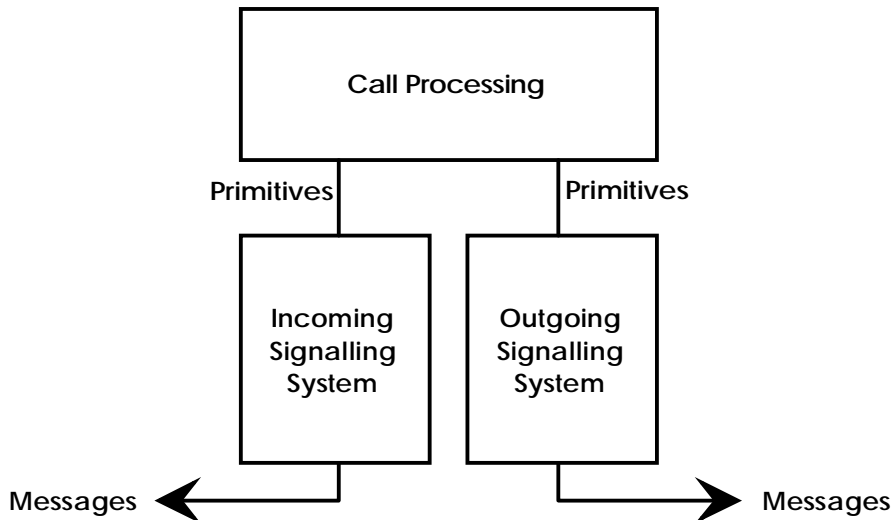 Call Processing
Primitives
Primitives
Incoming
Signalling
System
Outgoing
Signalling
System
Messages
Messages